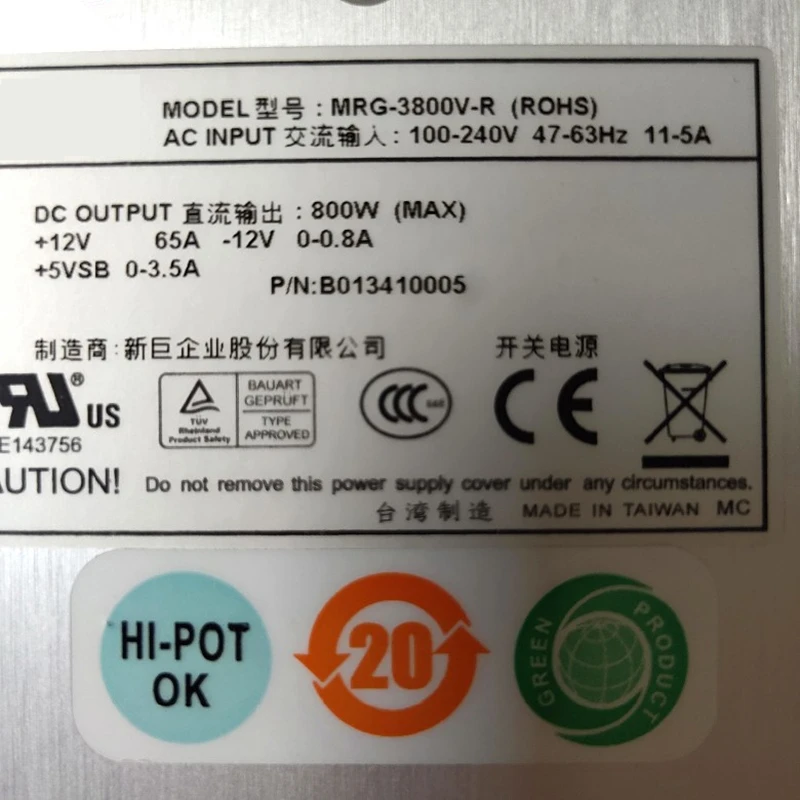 MODEL 型号 : MRG-3800V-R (ROHS)
AC INPUT 交流输入 : 100-240V 47-63Hz 11-5A
DC OUTPUT 直流输出 : 800W (MAX)
+12V 65A -12V 0-0.8A
+5VSB 0-3.5A
P/N:B013410005
制造商:新巨企业股份有限公司
开关电源
RU® US
E143756
TÜV
Rheinland
Product Safety
BAUART
GEPRÜFT
TYPE
APPROVED
CCC
CE
AUTION! Do not remove this power supply cover under any circumstances.
台湾制造 MADE IN TAIWAN MC
HI-POT
OK
20
GREEN PRODUCT